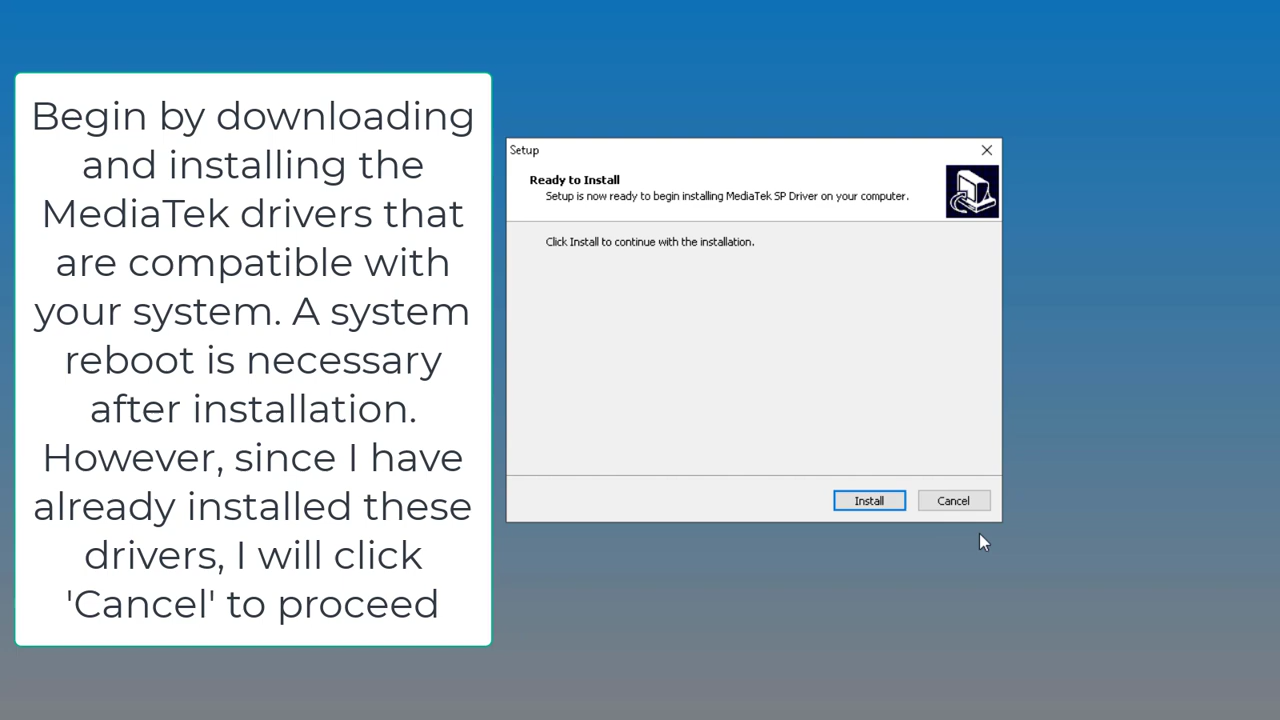 Begin by downloading
and installing the
MediaTek drivers that
are compatible with
your system. A system
reboot is necessary
after installation.
However, since I have
already installed these
drivers, I will click
'Cancel' to proceed
Setup
Ready to Install
Setup is now ready to begin installing MediaTek SP Driver on your computer.
Click Install to continue with the installation.
Install
Cancel